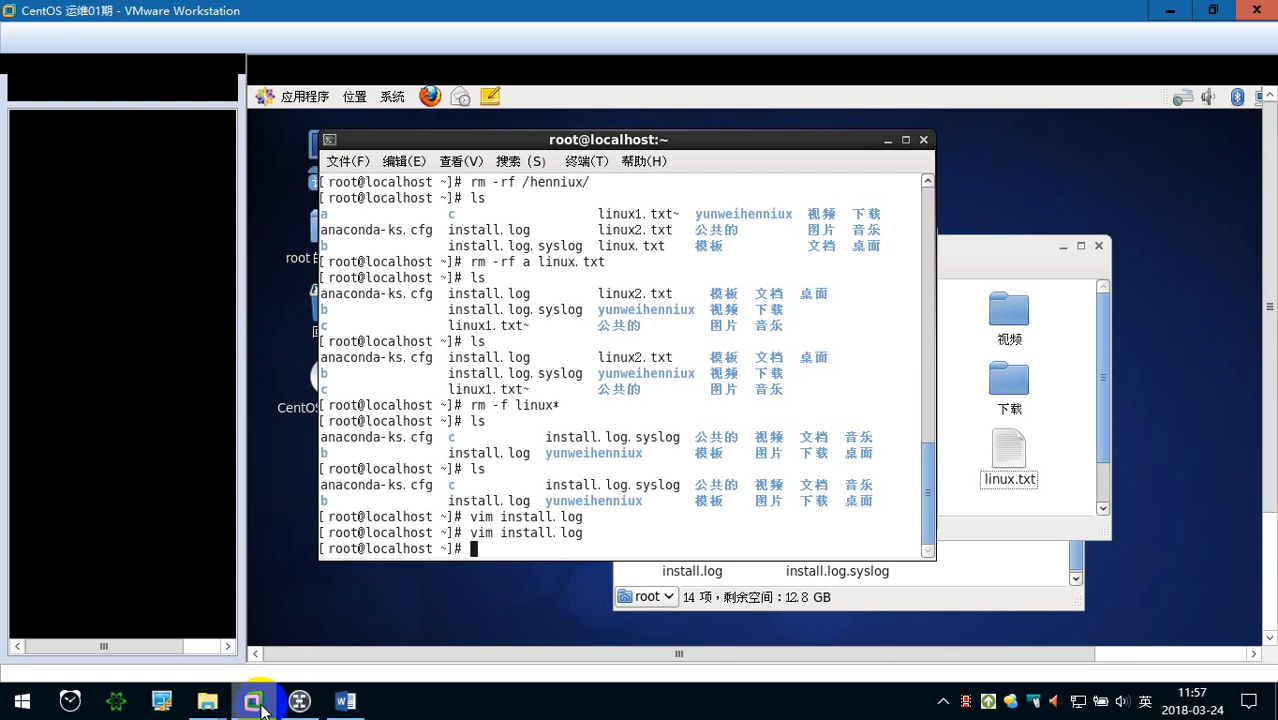 CentOS 运维01期 - VMware Workstation
应用程序 位置 系统
root@localhost:~
文件(F) 编辑(E) 查看(V) 搜索 (S) 终端(T) 帮助(H)
[root@localhost ~]# rm -rf /henniux/
[root@localhost ~]# ls
a c linux1.txt~ yunweihenniux 视频 下载
anaconda-ks.cfg install.log linux2.txt 公共的 图片 音乐
b install.log.syslog linux.txt 模板 文档 桌面
[root@localhost ~]# rm -rf a linux.txt
[root@localhost ~]# ls
anaconda-ks.cfg install.log linux2.txt 模板 文档 桌面
b install.log.syslog yunweihenniux 视频 下载
c linux1.txt~ 公共的 图片 音乐
[root@localhost ~]# ls
anaconda-ks.cfg install.log linux2.txt 模板 文档 桌面
b install.log.syslog yunweihenniux 视频 下载
c linux1.txt~ 公共的 图片 音乐
[root@localhost ~]# rm -f linux*
[root@localhost ~]# ls
anaconda-ks.cfg c install.log.syslog 公共的 视频 文档 音乐
b install.log yunweihenniux 模板 图片 下载 桌面
[root@localhost ~]# ls
anaconda-ks.cfg c install.log.syslog 公共的 视频 文档 音乐
b install.log yunweihenniux 模板 图片 下载 桌面
[root@localhost ~]# vim install.log
[root@localhost ~]# vim install.log
[root@localhost ~]#
root
CentO
视频
下载
linux.txt
install.log install.log.syslog
root 14 项，剩余空间：12.8 GB
英
11:57
2018-03-24